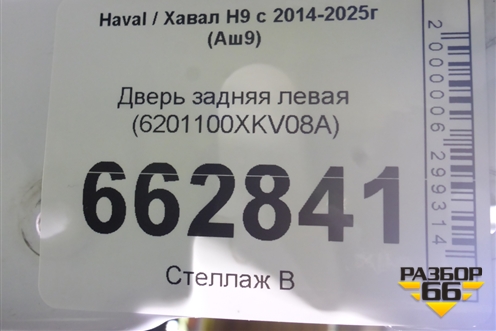 Haval / Хавал H9 с 2014-2025г
(Аш9)
Дверь задняя левая
(6201100XKV08A)
662841
Стеллаж В
2000006299314
РАЗБОР
66